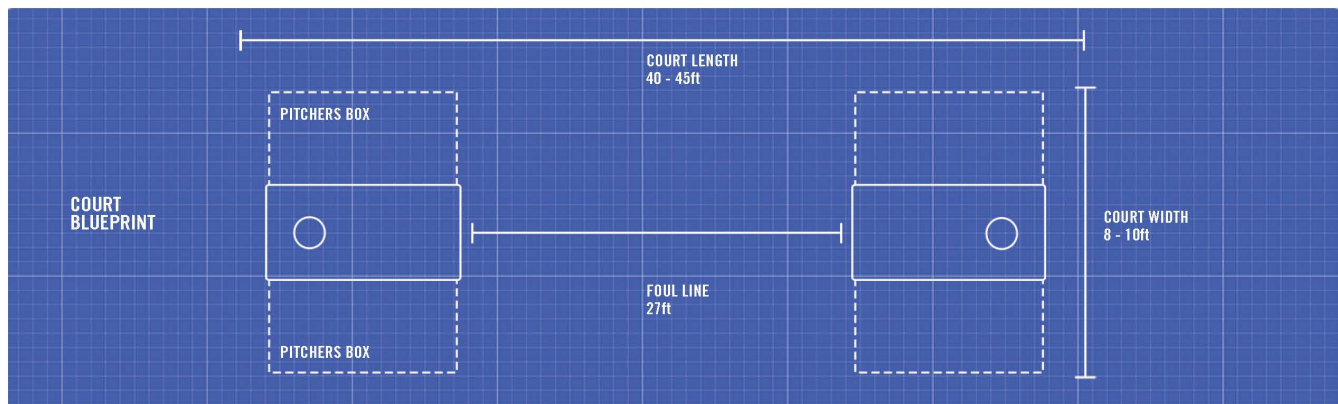 COURT LENGTH
40 - 45ft
PITCHERS BOX
COURT
BLUEPRINT
COURT WIDTH
8 - 10ft
FOUL LINE
27ft
PITCHERS BOX